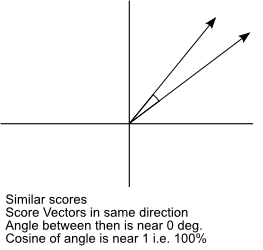 Similar scores
Score Vectors in same direction
Angle between then is near 0 deg.
Cosine of angle is near 1 i.e. 100%